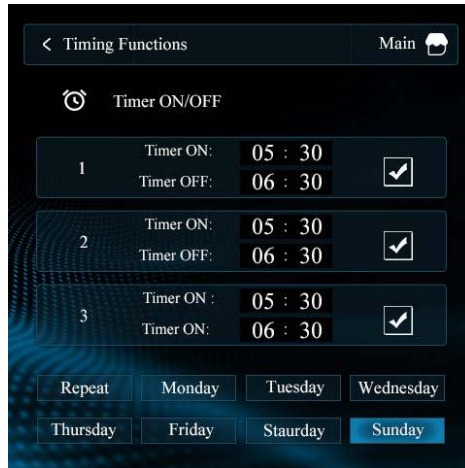 < Timing Functions Main
Timer ON/OFF
1
Timer ON: 05 : 30
Timer OFF: 06 : 30
2
Timer ON: 05 : 30
Timer OFF: 06 : 30
3
Timer ON : 05 : 30
Timer ON: 06 : 30
Repeat Monday Tuesday Wednesday
Thursday Friday Staurday Sunday